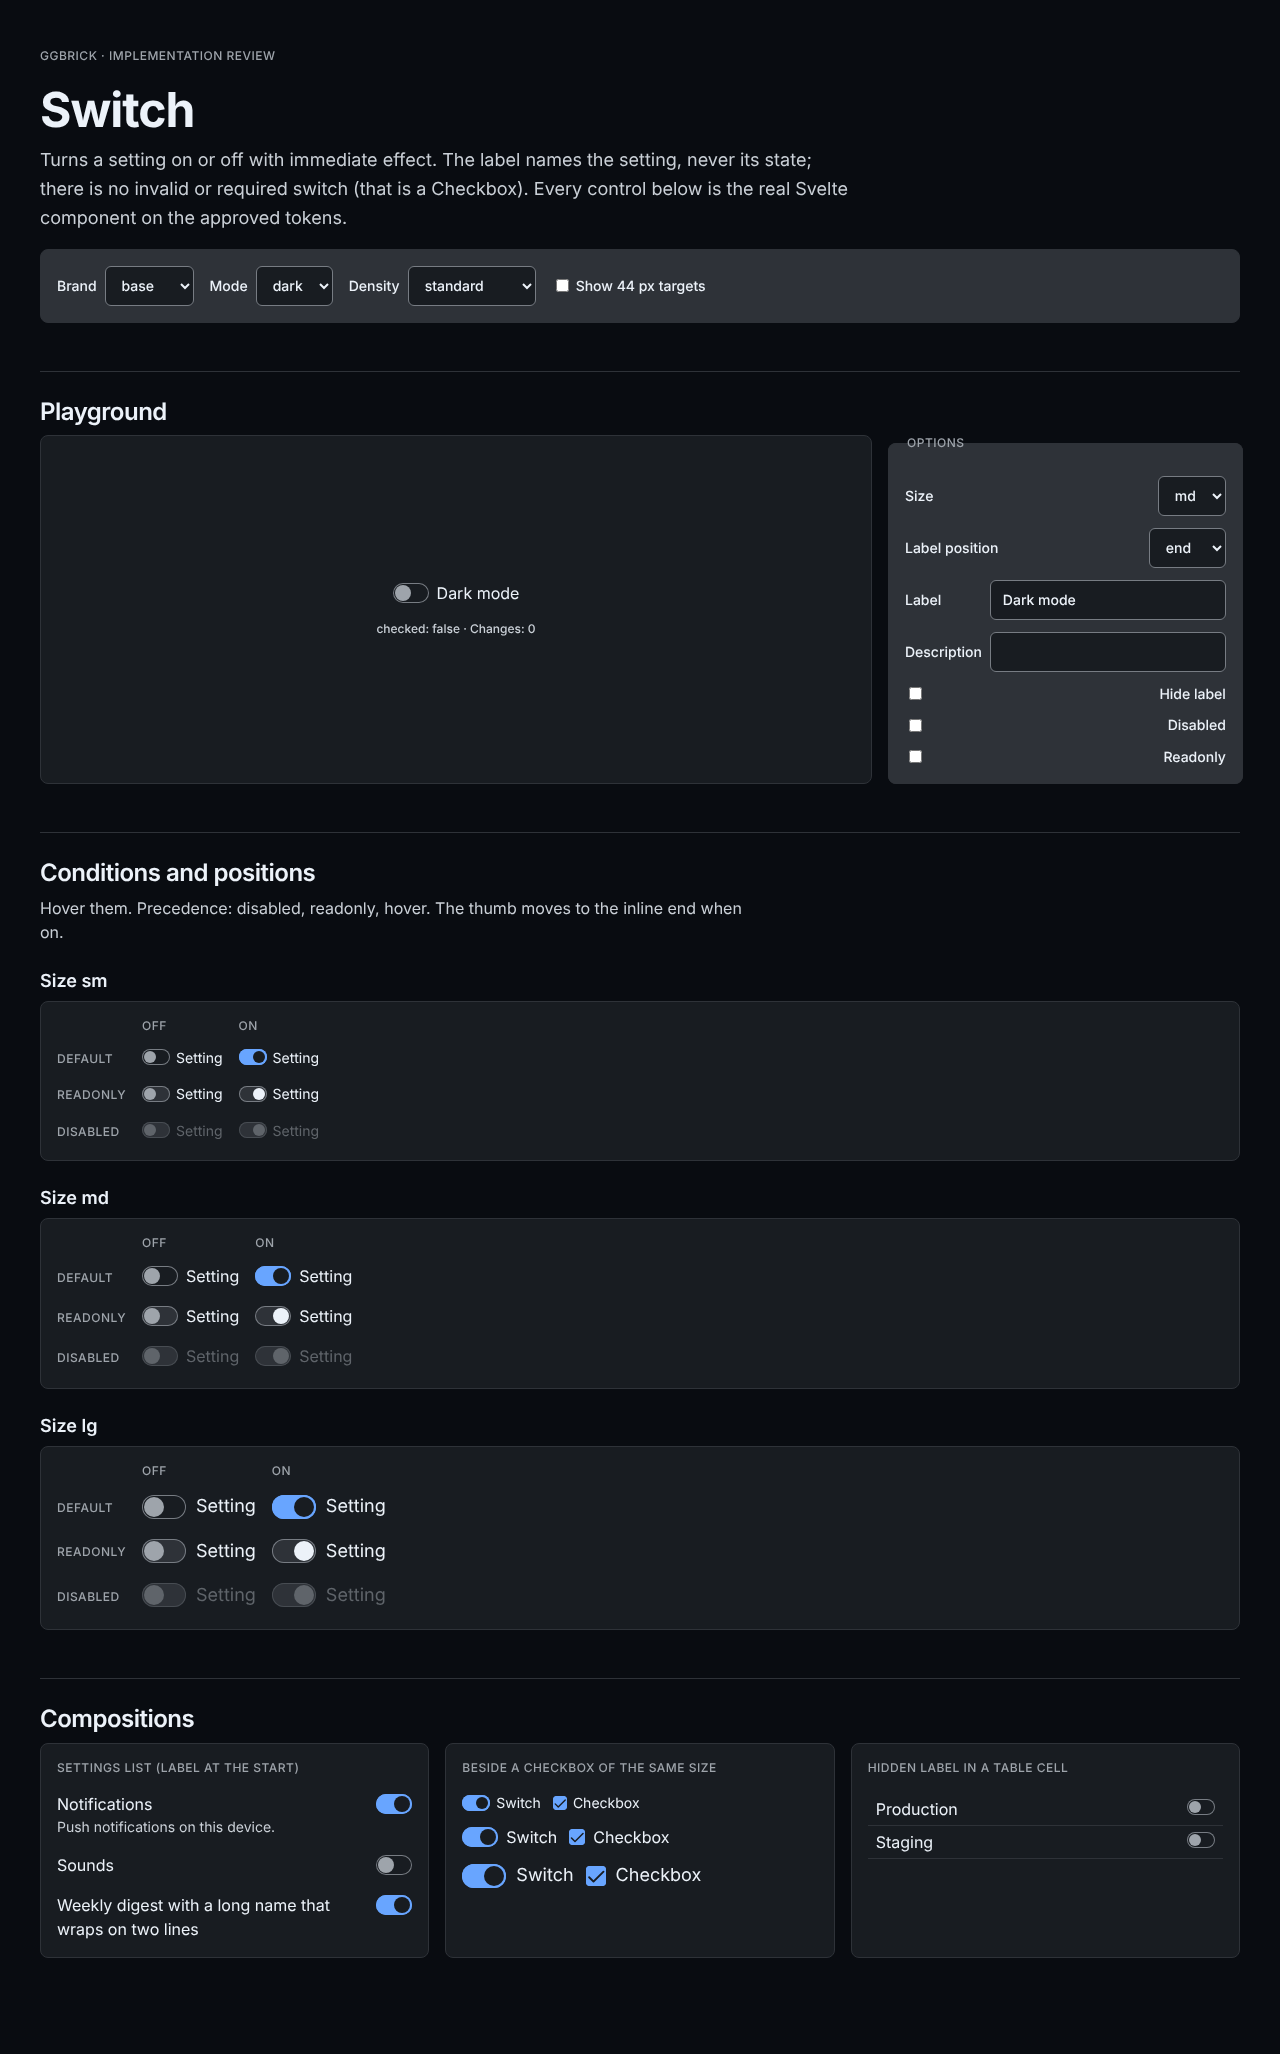 GGBRICK · IMPLEMENTATION REVIEW
Switch
Turns a setting on or off with immediate effect. The label names the setting, never its state;
there is no invalid or required switch (that is a Checkbox). Every control below is the real Svelte
component on the approved tokens.
Brand base Mode dark Density standard Show 44 px targets
Playground
Dark mode
checked: false · Changes: 0
OPTIONS
Size md
Label position end
Label Dark mode
Description
Hide label
Disabled
Readonly
Conditions and positions
Hover them. Precedence: disabled, readonly, hover. The thumb moves to the inline end when
on.
Size sm
OFF ON
DEFAULT Setting Setting
READONLY Setting Setting
DISABLED Setting Setting
Size md
OFF ON
DEFAULT Setting Setting
READONLY Setting Setting
DISABLED Setting Setting
Size lg
OFF ON
DEFAULT Setting Setting
READONLY Setting Setting
DISABLED Setting Setting
Compositions
SETTINGS LIST (LABEL AT THE START)
Notifications
Push notifications on this device.
Sounds
Weekly digest with a long name that
wraps on two lines
BESIDE A CHECKBOX OF THE SAME SIZE
Switch Checkbox
Switch Checkbox
Switch Checkbox
HIDDEN LABEL IN A TABLE CELL
Production
Staging